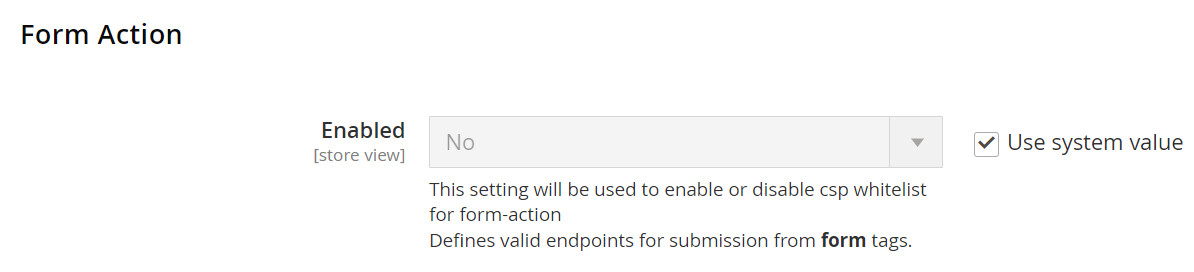 Form Action
Enabled
[store view]
No
Use system value
This setting will be used to enable or disable csp whitelist
for form-action
Defines valid endpoints for submission from form tags.